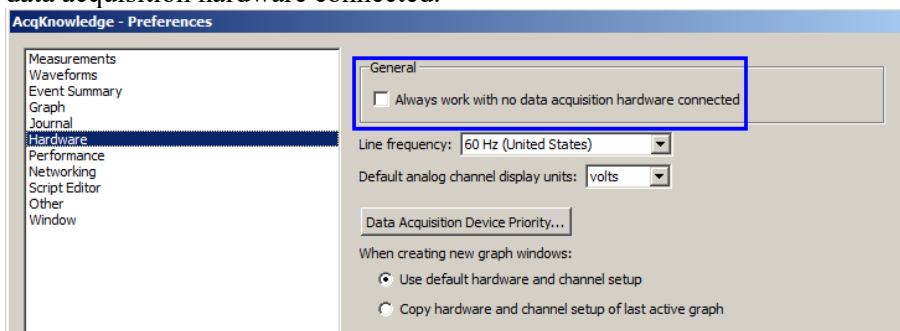 data acquisition hardware connected.
AcqKnowledge - Preferences
Measurements
Waveforms
Event Summary
Graph
Journal
Hardware
Performance
Networking
Script Editor
Other
Window
General
Always work with no data acquisition hardware connected
Line frequency: 60 Hz (United States)
Default analog channel display units: volts
Data Acquisition Device Priority...
When creating new graph windows:
Use default hardware and channel setup
Copy hardware and channel setup of last active graph